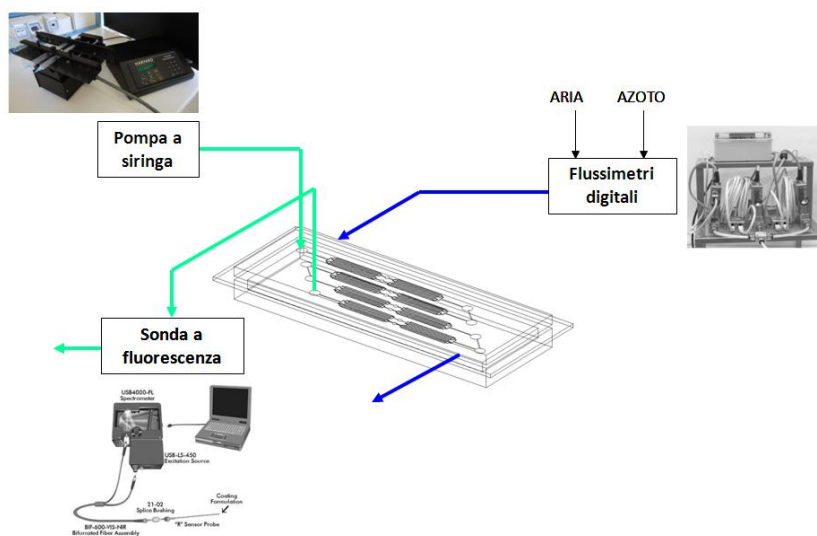 ARIA
AZOTO
Pompa a
siringa
Flussimetri
digitali
Sonda a
fluorescenza
USB4000-FL
Spectrometer
USB-LS-450
Excitation Source
21-02
Splice Bushing
Coating
Formulation
BIF-600-VIS-NIR
Bifurcated Fiber Assembly
"R" Sensor Probe